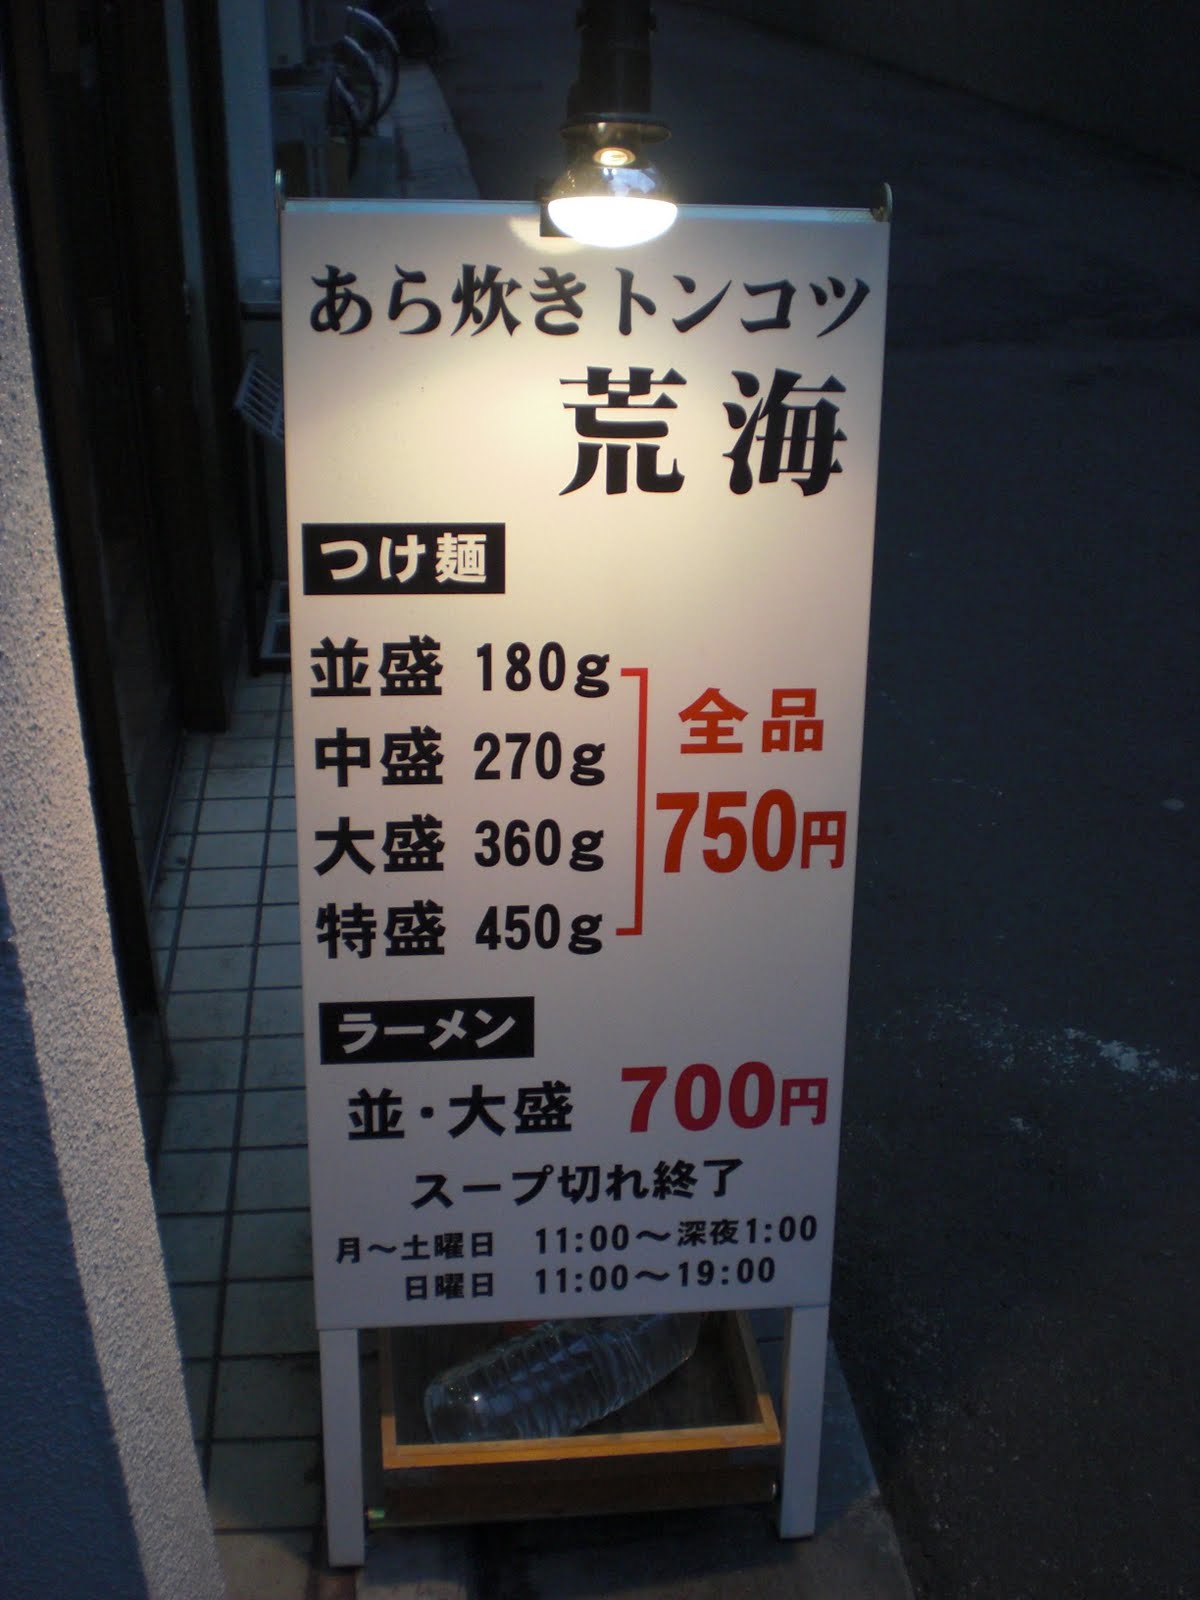 あら炊きトンコツ
荒海
つけ麺
並盛 180g
中盛 270g
大盛 360g
特盛 450g
全品
750円
ラーメン
並・大盛 700円
スープ切れ終了
月～土曜日 11:00～深夜1:00
日曜日 11:00～19:00